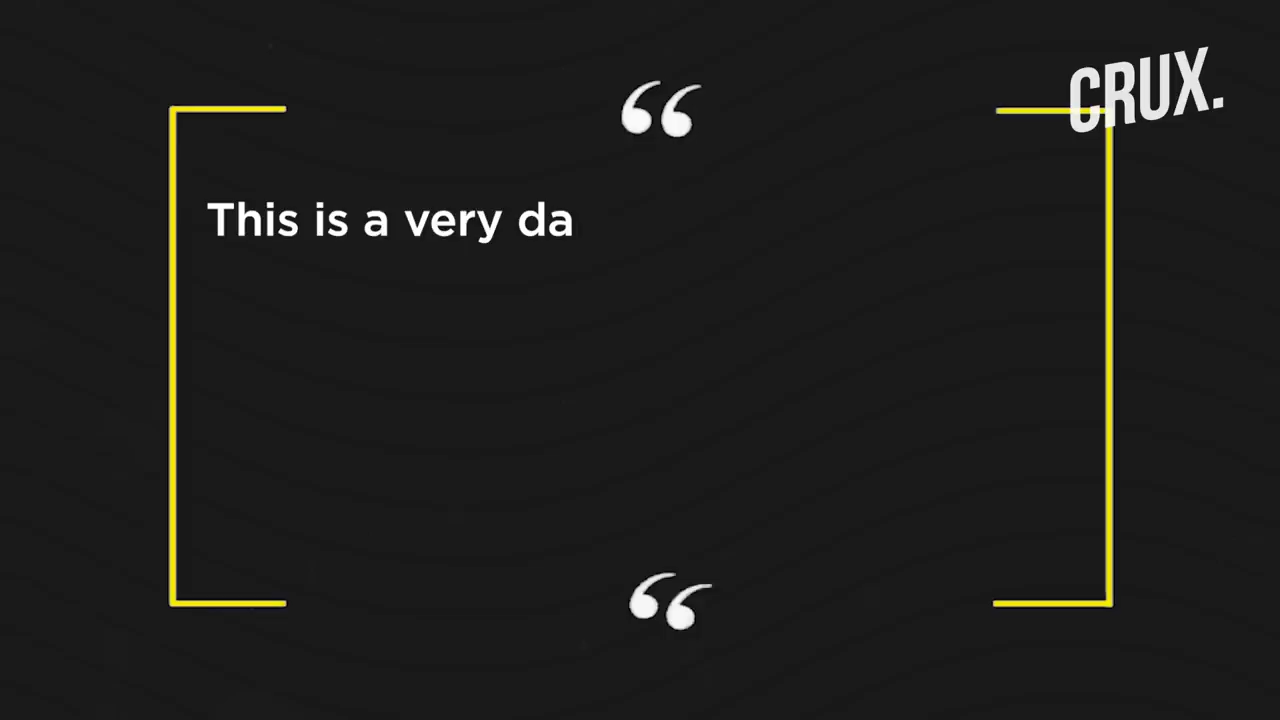 CRUX.
“
This is a very da
“